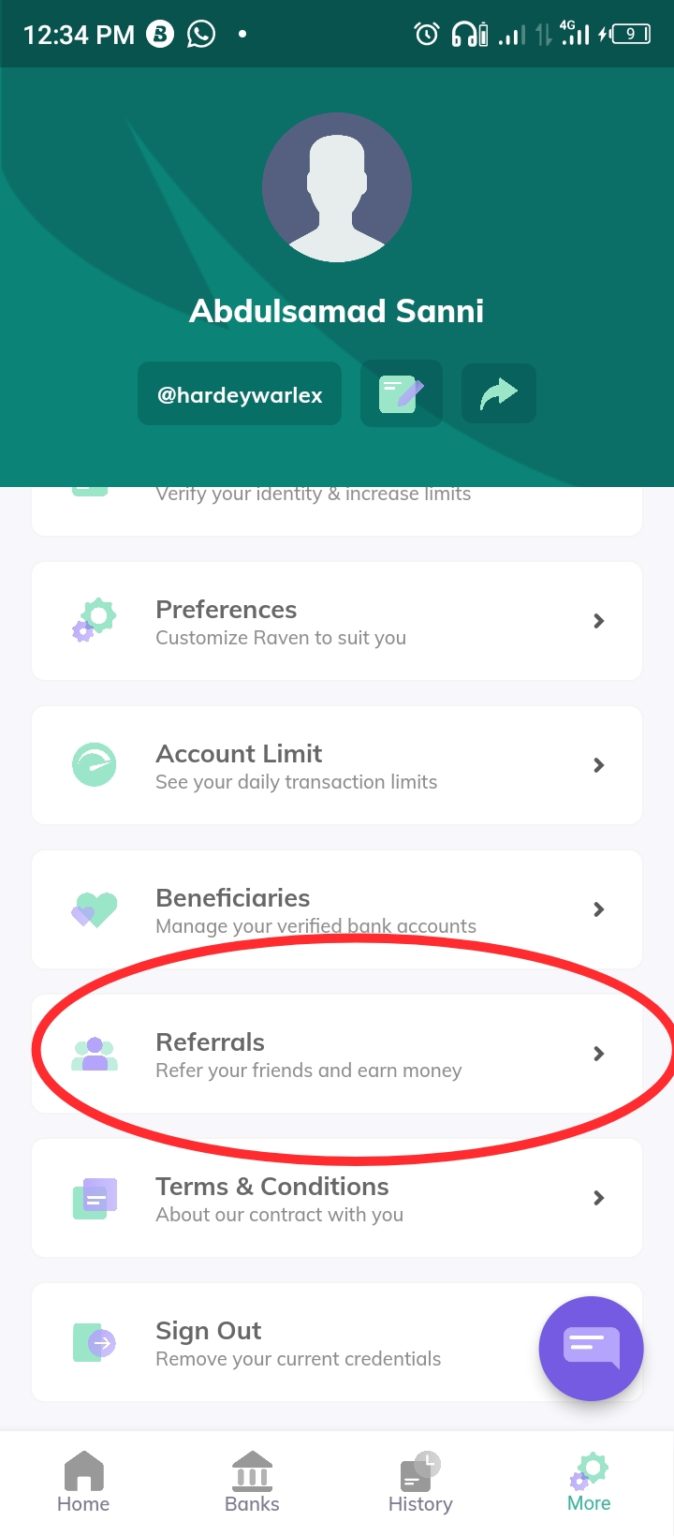 12:34 PM
4G
9
Abdulsamad Sanni
@hardeywarlex
Verify your identity & increase limits
Preferences
Customize Raven to suit you
Account Limit
See your daily transaction limits
Beneficiaries
Manage your verified bank accounts
Referrals
Refer your friends and earn money
Terms & Conditions
About our contract with you
Sign Out
Remove your current credentials
Home
Banks
History
More